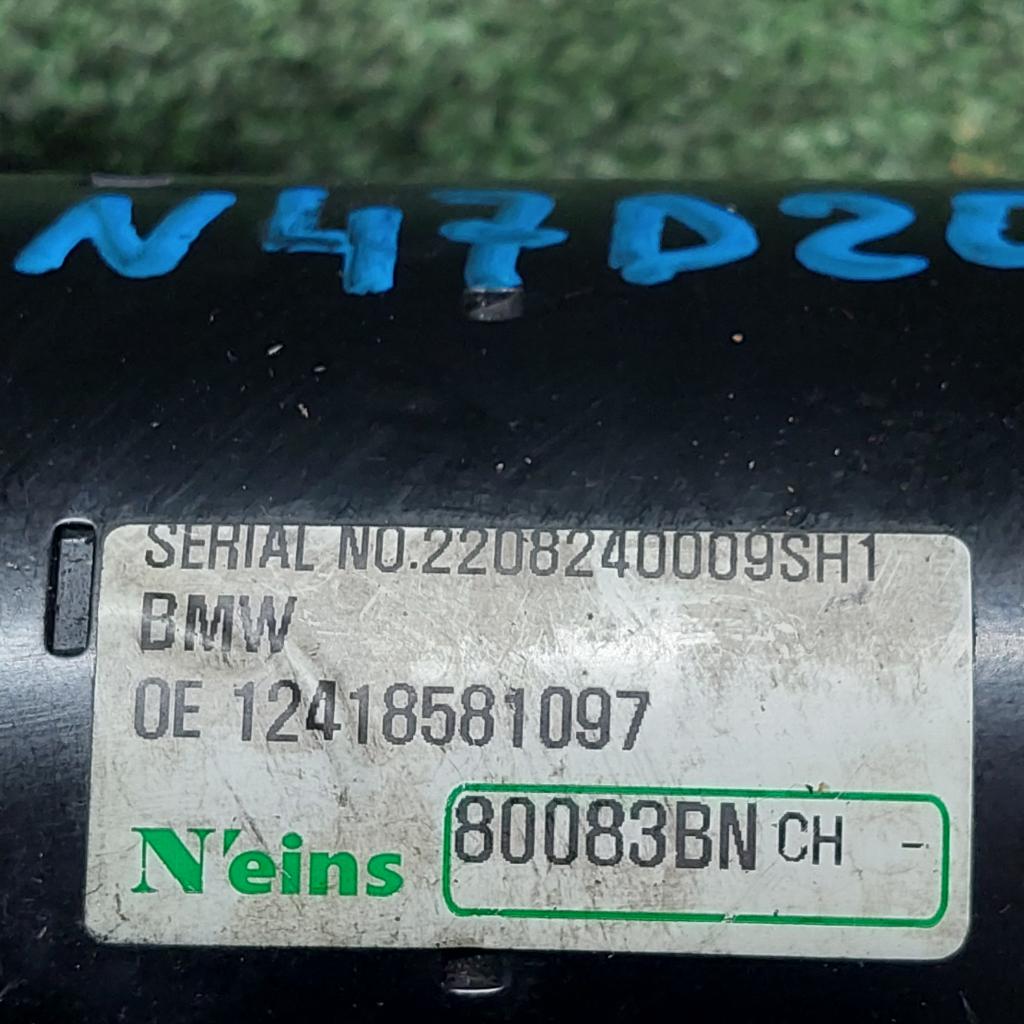 N47D20
SERIAL NO.2208240009SH1
BMW
OE 12418581097
N'eins
80083BN CH -